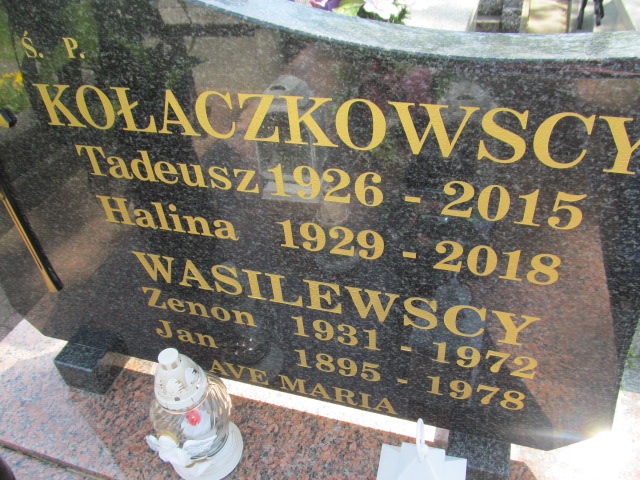 Ś. P.
KOŁACZKOWSCY
Tadeusz 1926 - 2015
Halina 1929 - 2018
WASILEWSCY
Zenon 1931 - 1972
Jan 1895 - 1978
AVE MARIA